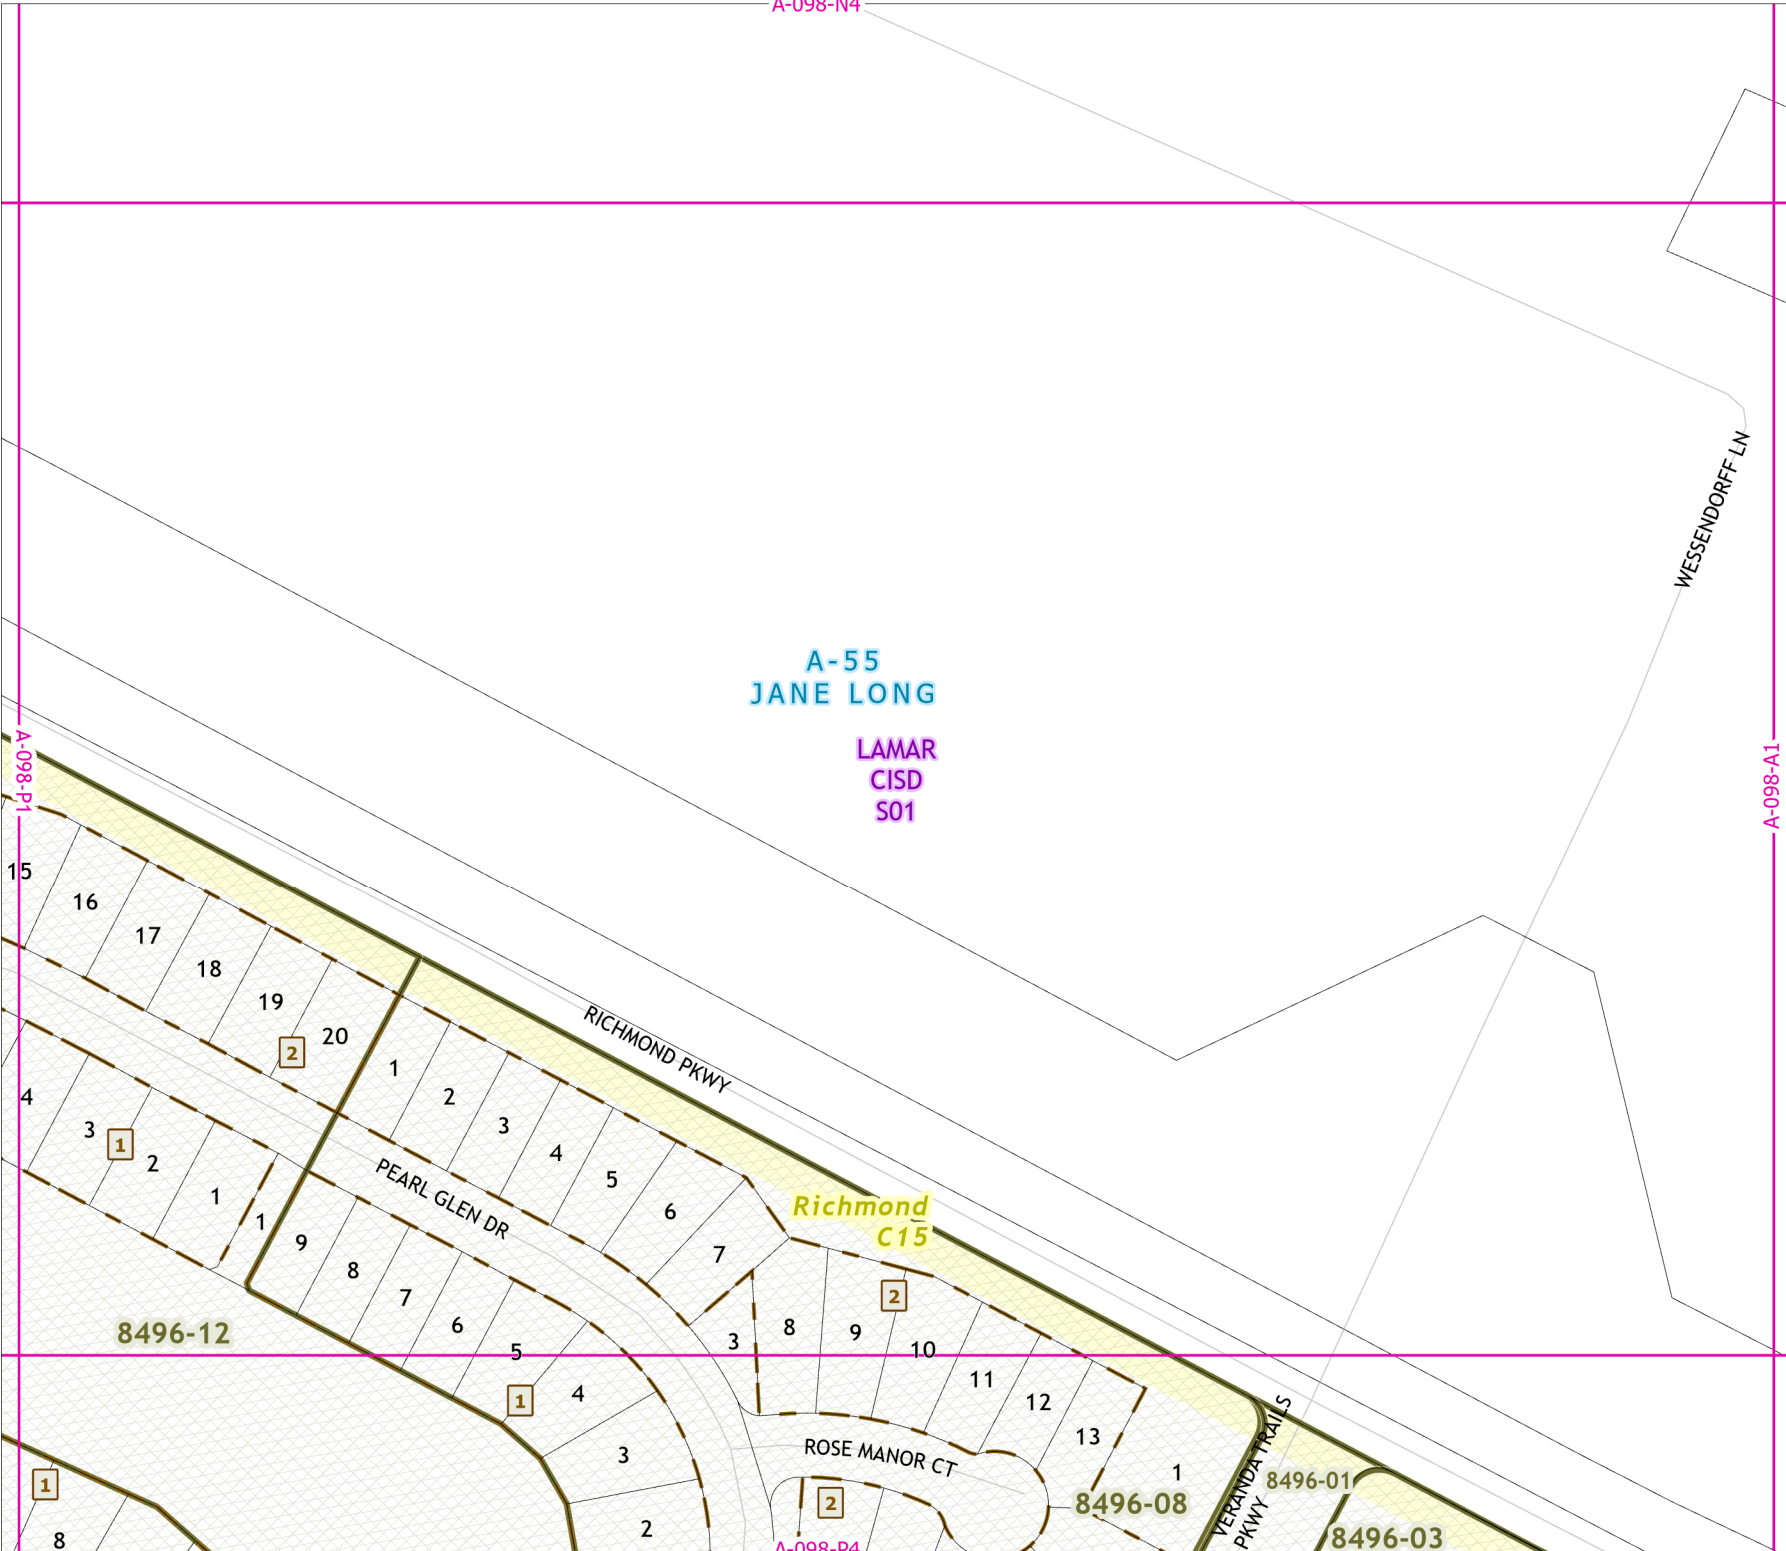 A-098-N4
WESSENDORFF LN
A-55
JANE LONG
LAMAR
CISD
S01
A-098-P1
A-098-A1
15
16
17
18
19
20
2
4
3
1
2
1
1
RICHMOND PKWY
1
2
3
4
5
6
7
PEARL GLEN DR
Richmond
C15
9
8
7
6
5
4
3
2
1
8496-12
3
8
9
2
10
11
12
13
1
ROSE MANOR CT
2
8496-08
VERANDA TRAILS
PKWY
8496-01
8496-03
1
8
A-098-P4